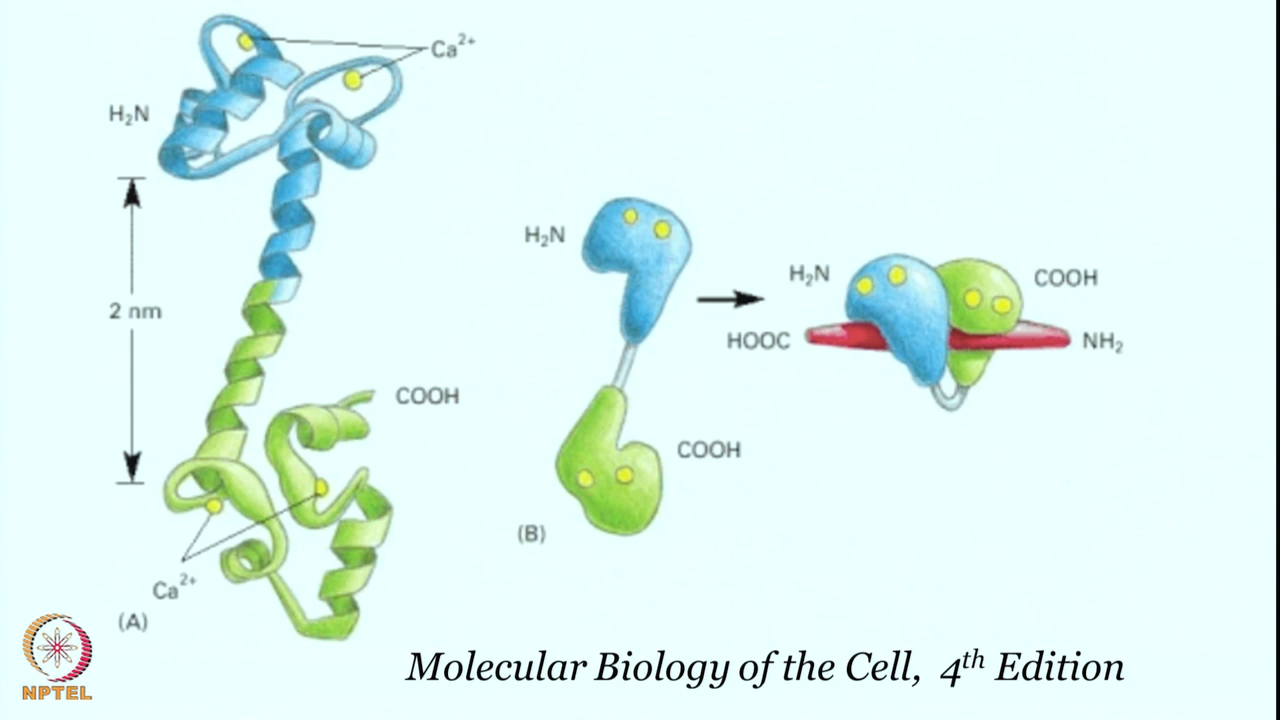 Ca²⁺
H₂N
2 nm
COOH
Ca²⁺
(A)
H₂N
COOH
(B)
H₂N
COOH
HOOC
NH₂
NPTEL
Molecular Biology of the Cell, 4th Edition